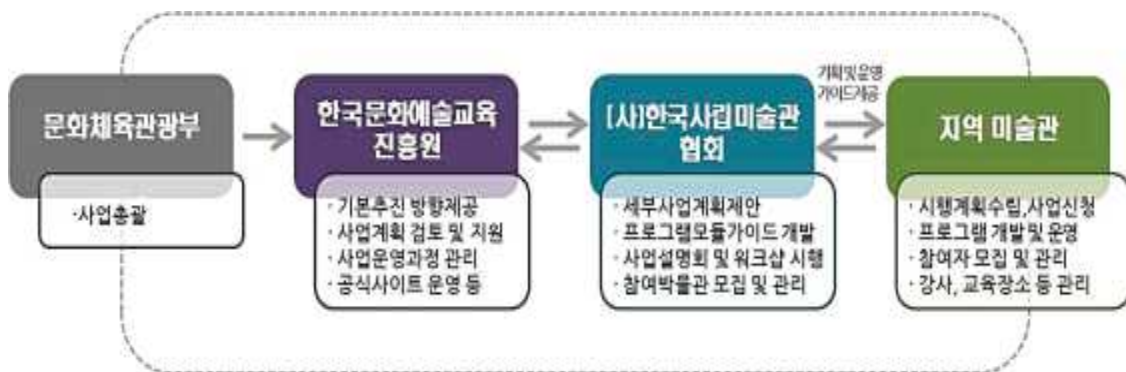 문화체육관광부
·사업총괄
한국문화예술교육
진흥원
· 기본추진 방향제공
· 사업계획 검토 및 지원
· 사업운영과정 관리
· 공식사이트 운영 등
[사]한국사립미술관
협회
· 세부사업계획제안
· 프로그램모듈가이드 개발
· 사업설명회 및 워크샵 시행
· 참여박물관 모집 및 관리
기획및운영
가이드제공
지역 미술관
· 시행계획수립,사업신청
· 프로그램 개발 및 운영
· 참여자 모집 및 관리
· 강사, 교육장소 등 관리